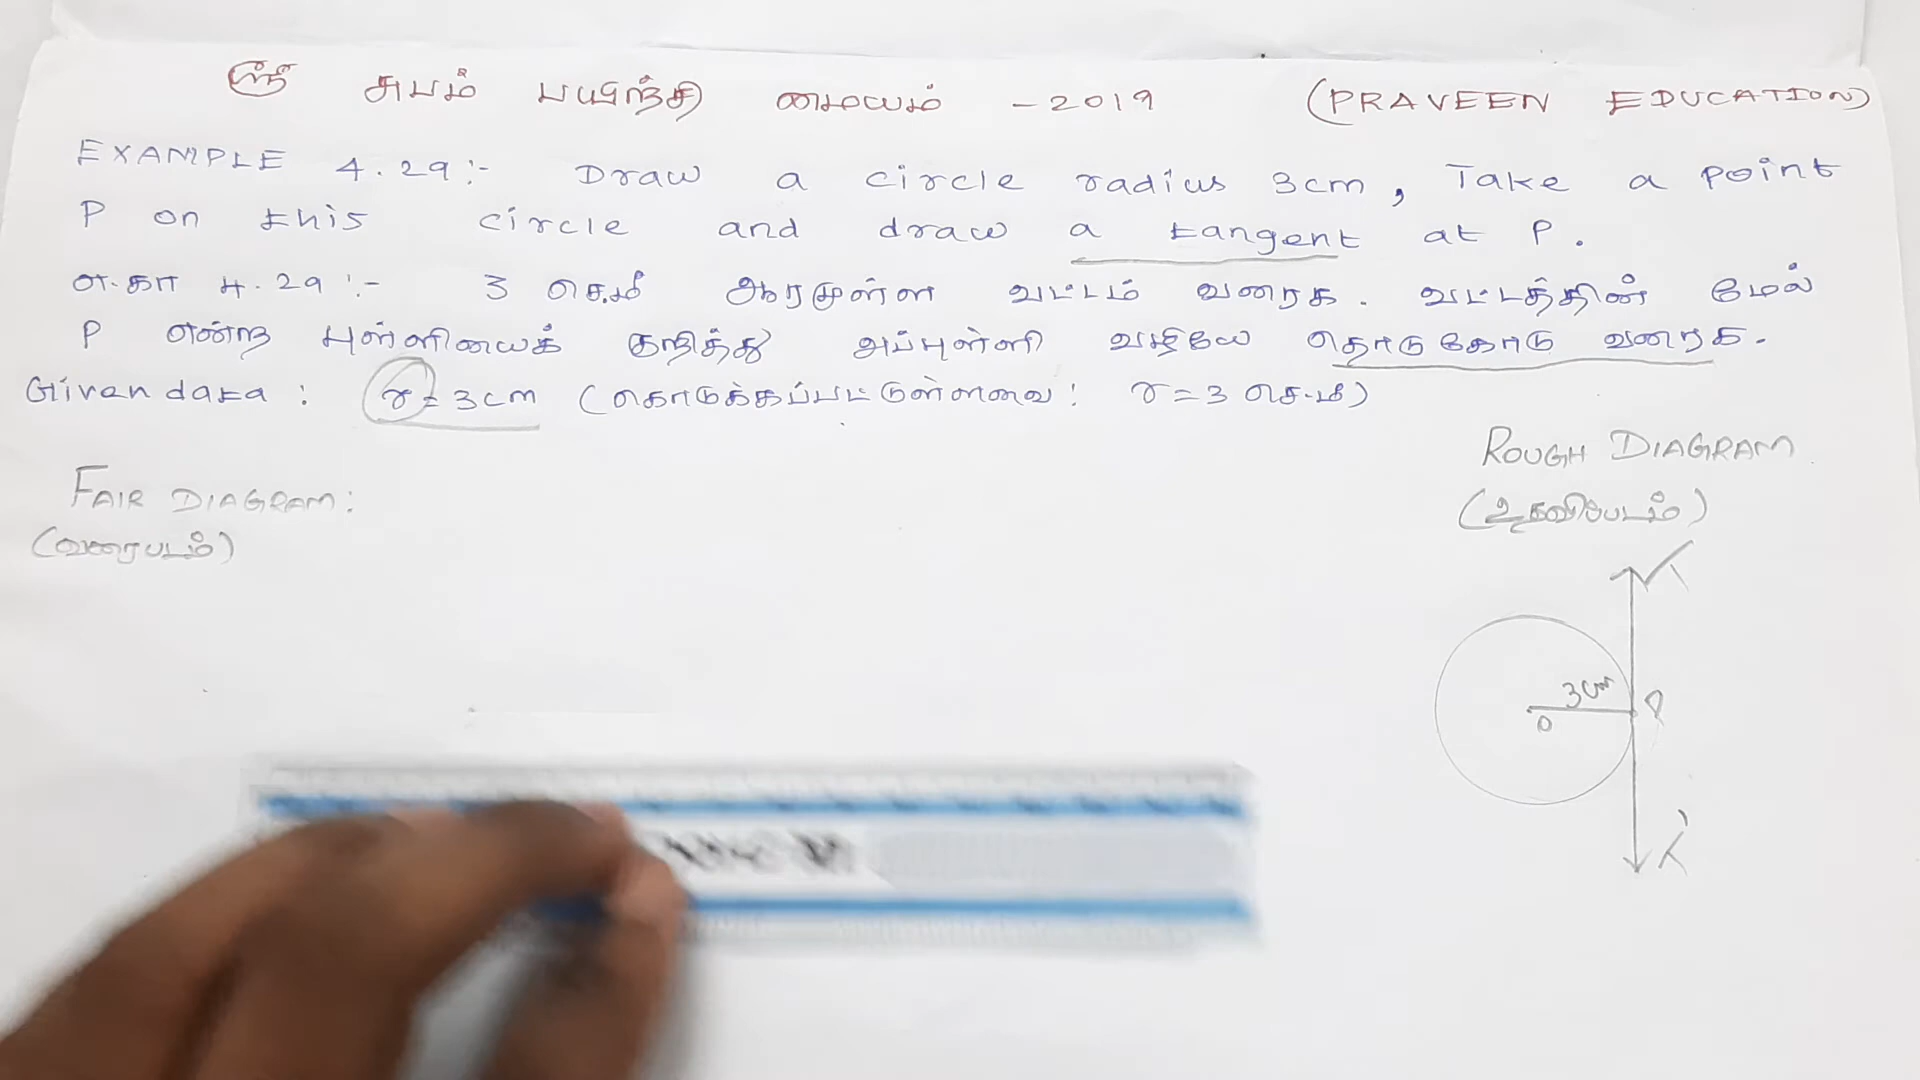 ஸ்ரீ சுபம் பயிற்சி மையம் - 2019 (PRAVEEN EDUCATION)
EXAMPLE 4.29:- Draw a circle radius 3cm, Take a point
P on this circle and draw a tangent at P.
எ.கா 4.29:- 3 செ.மீ ஆரமுள்ள வட்டம் வரைக. வட்டத்தின் மேல்
P என்ற புள்ளியைக் குறித்து அப்புள்ளி வழியே தொடுகோடு வரைக.
Given data: r = 3cm (கொடுக்கப்பட்டுள்ளவை: r = 3 செ.மீ)
ROUGH DIAGRAM
(உதவிப்படம்)
FAIR DIAGRAM:
(வரைபடம்)
3cm
O
P